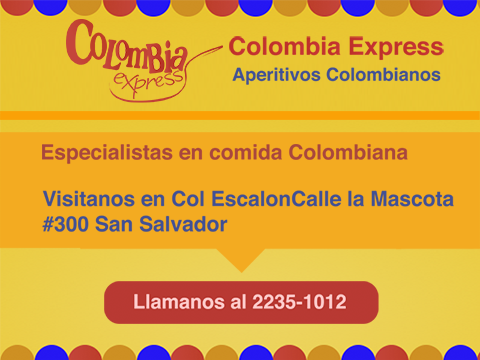 Colombia
express
Colombia Express
Aperitivos Colombianos
Especialistas en comida Colombiana
Visitanos en Col EscalonCalle la Mascota
#300 San Salvador
Llamanos al 2235-1012